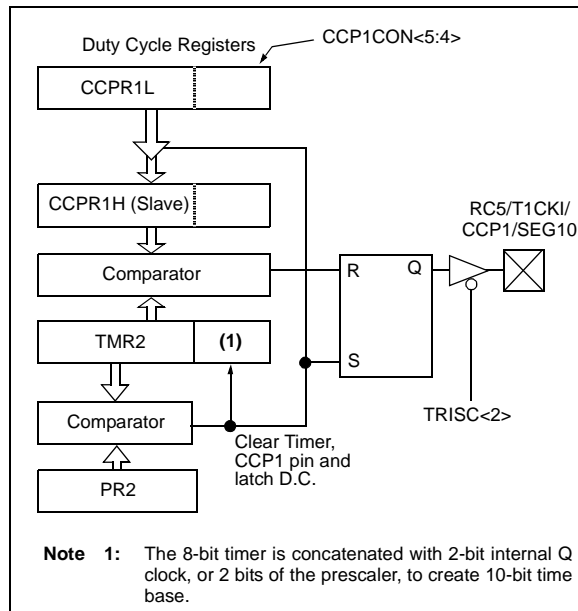 Duty Cycle Registers
CCP1CON<5:4>
CCPR1L
CCPR1H (Slave)
RC5/T1CKI/
CCP1/SEG10
Comparator
R
Q
TMR2
(1)
S
Comparator
TRISC<2>
Clear Timer,
CCP1 pin and
latch D.C.
PR2
Note 1: The 8-bit timer is concatenated with 2-bit internal Q
clock, or 2 bits of the prescaler, to create 10-bit time
base.